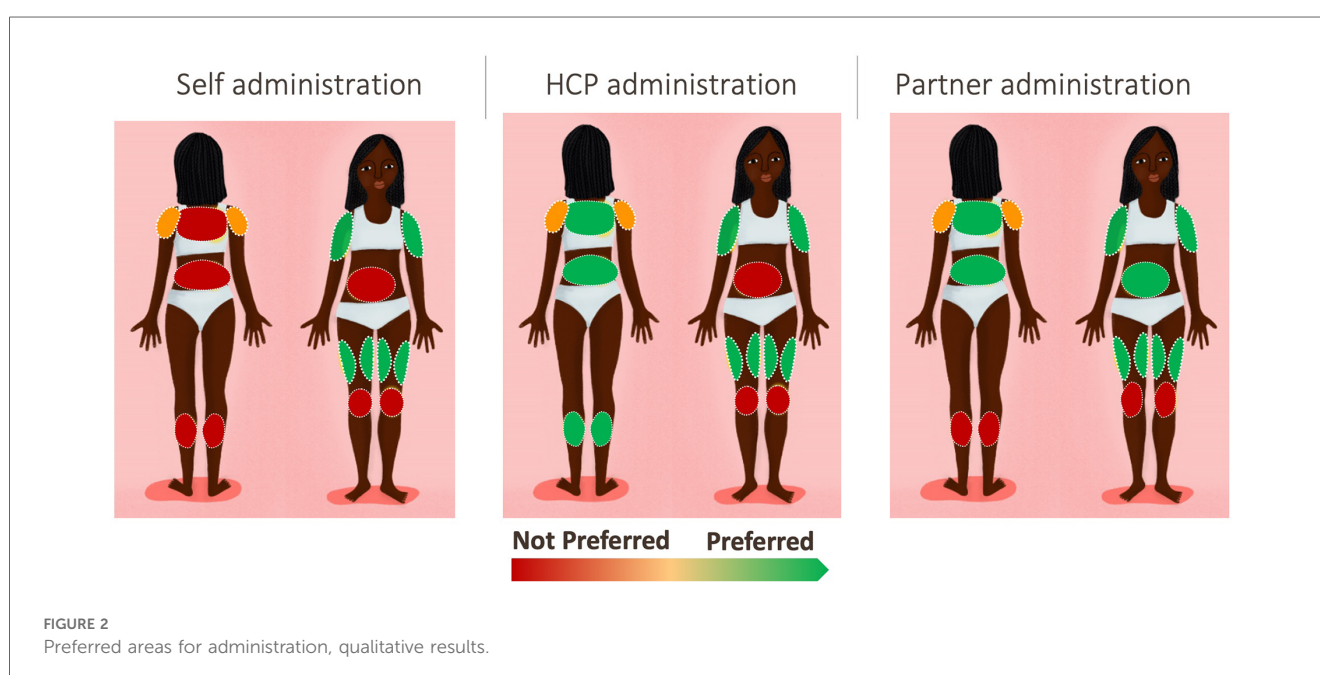 Self administration
HCP administration
Partner administration
Not Preferred
Preferred
FIGURE 2
Preferred areas for administration, qualitative results.